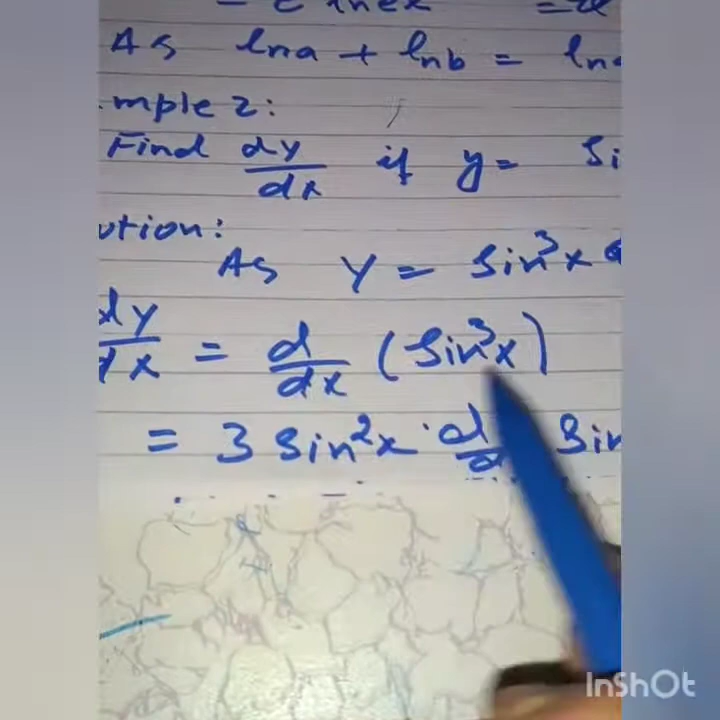 As lna + lnb = ln
mple 2:
Find dy/dx if y = Si
ution:
As y = Sin³x
dy/dx = d/dx (Sin³x)
= 3 Sin²x · d/d Sin
InShOt